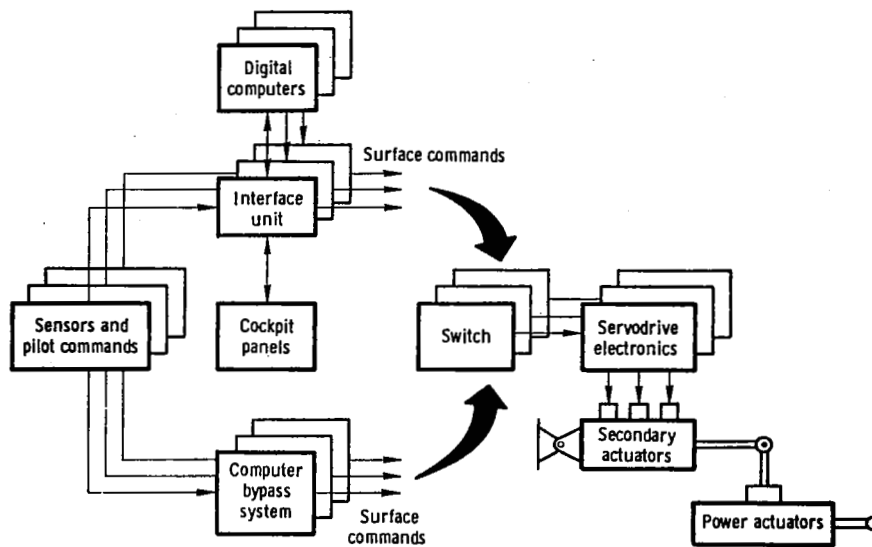 Digital
computers
Surface commands
Interface
unit
Sensors and
pilot commands
Cockpit
panels
Switch
Servodrive
electronics
Secondary
actuators
Computer
bypass
system
Surface
commands
Power actuators